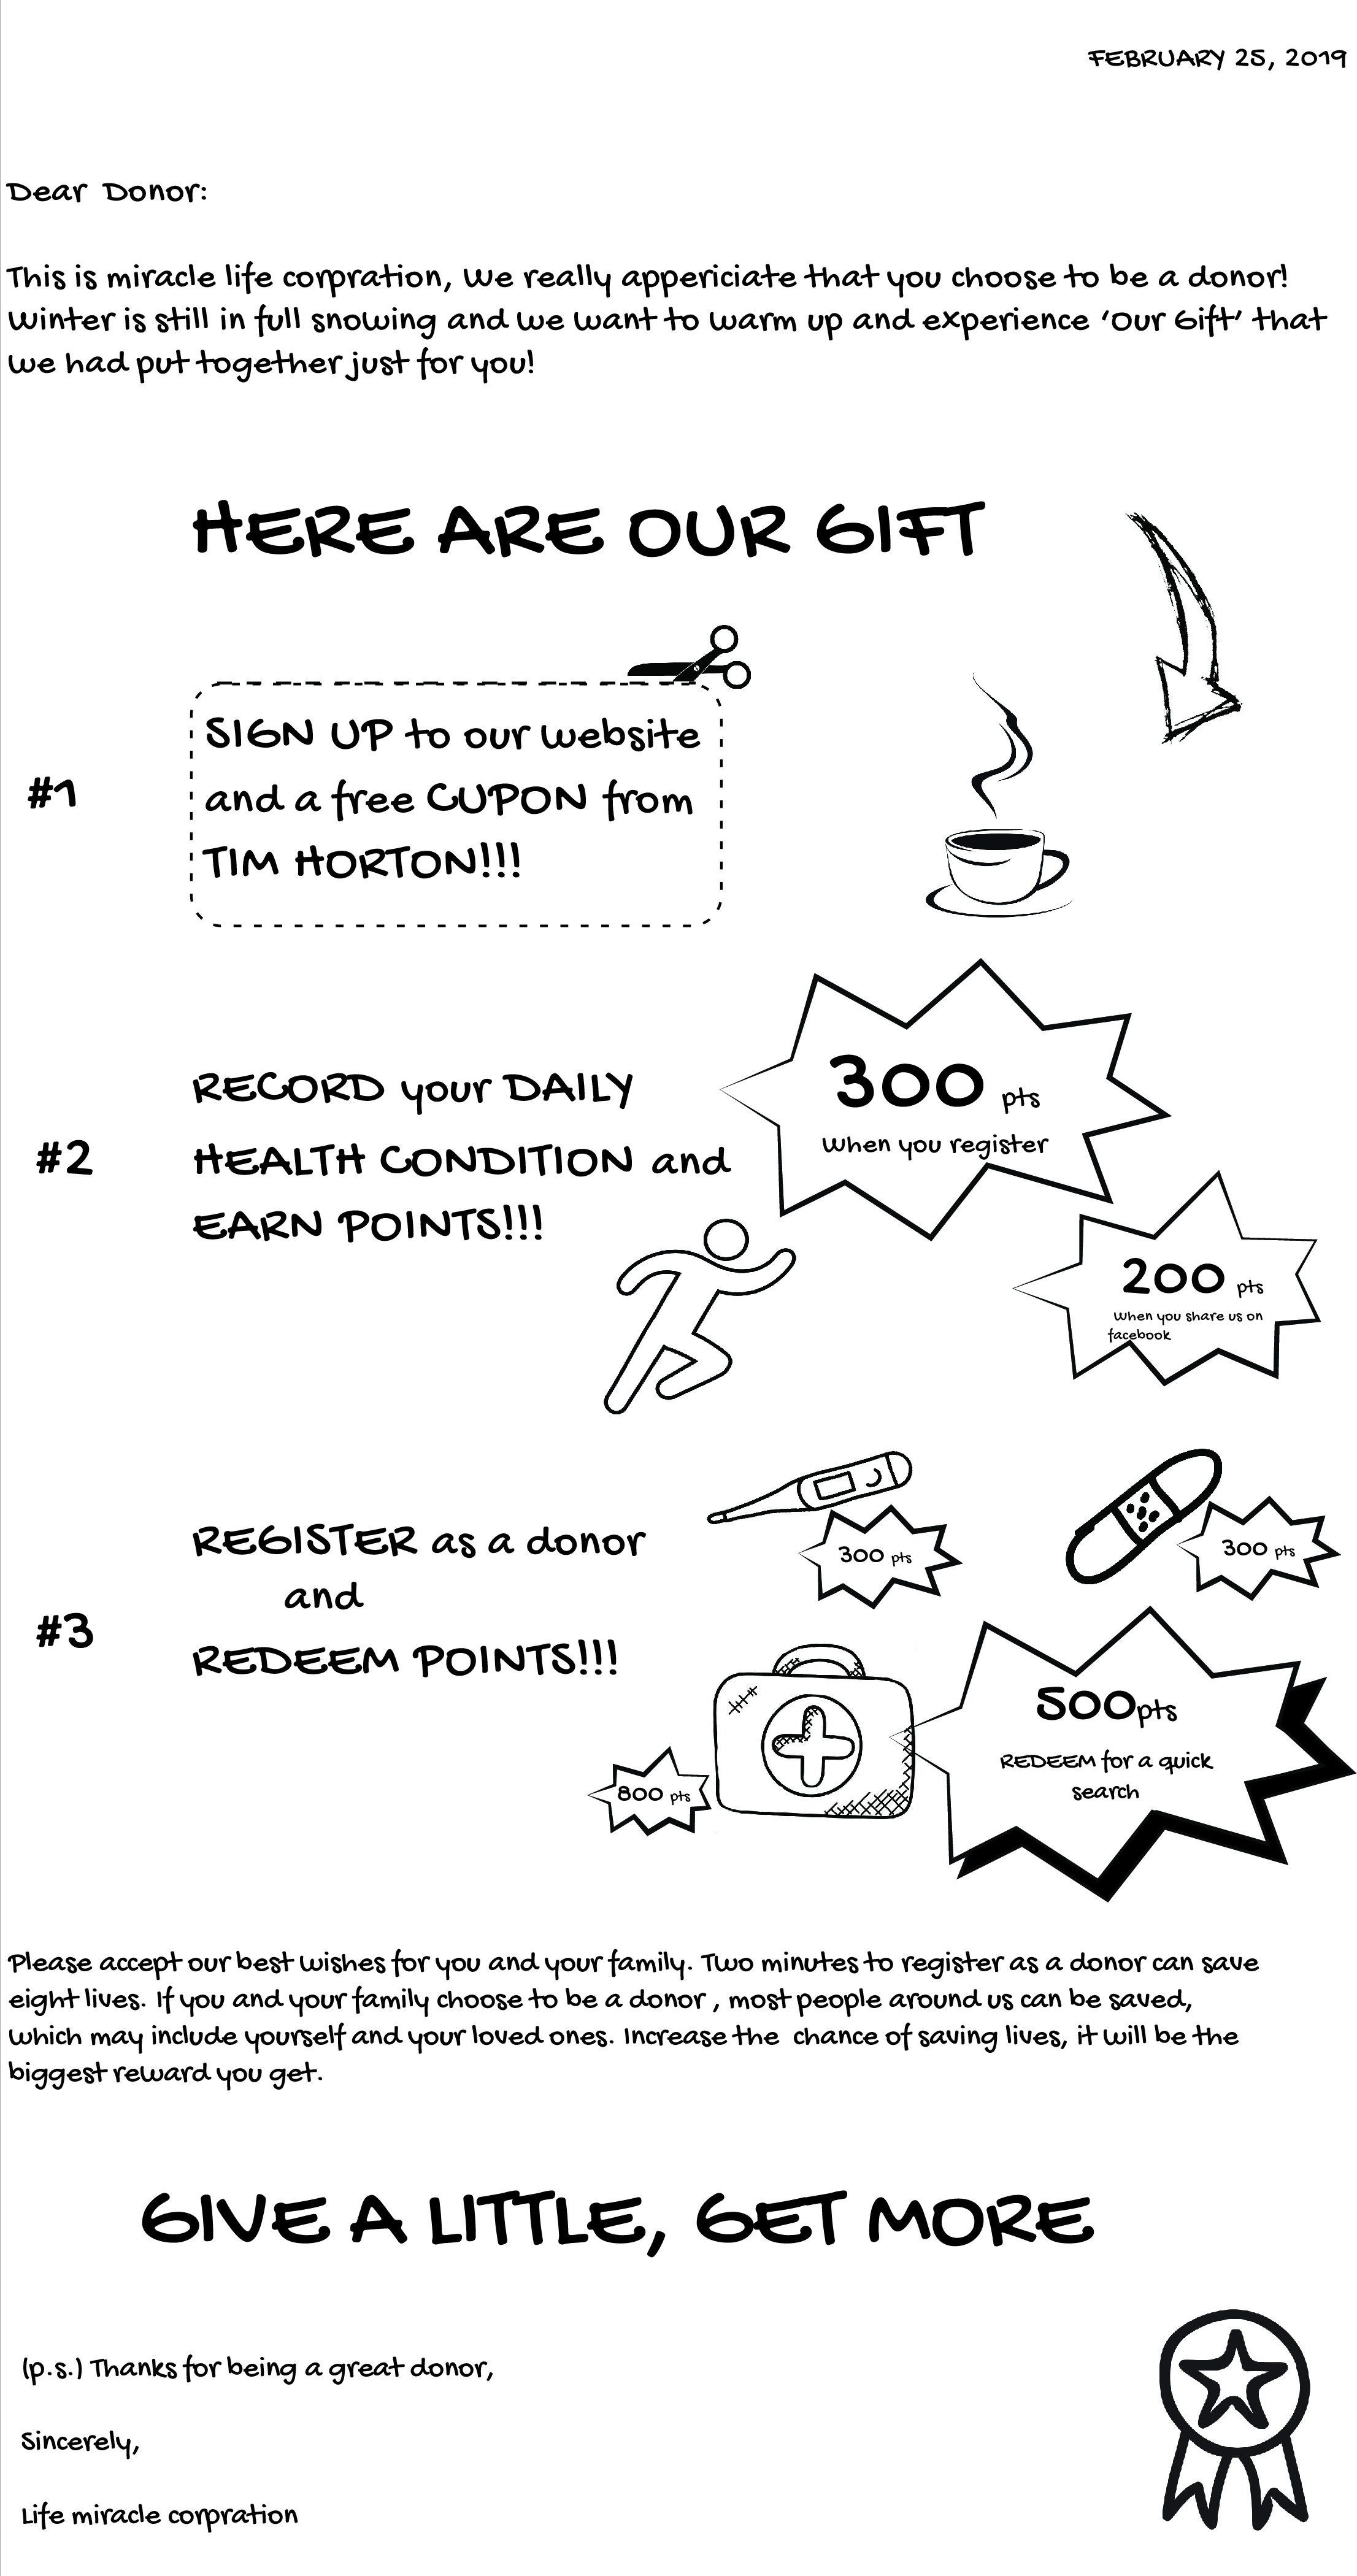 FEBRUARY 25, 2019
Dear Donor:
This is miracle life corpration, We really appericiate that you choose to be a donor!
Winter is still in full snowing and we want to warm up and experience 'Our Gift' that
we had put together just for you!
HERE ARE OUR GIFT
#1
SIGN UP to our website
and a free CUPON from
TIM HORTON!!!
#2
RECORD your DAILY
HEALTH CONDITION and
EARN POINTS!!!
300 pts
When you register
200 pts
When you share us on
facebook
#3
REGISTER as a donor
and
REDEEM POINTS!!!
300 pts
300 pts
800 pts
500pts
REDEEM for a quick
search
Please accept our best wishes for you and your family. Two minutes to register as a donor can save
eight lives. If you and your family choose to be a donor , most people around us can be saved,
which may include yourself and your loved ones. Increase the chance of saving lives, it will be the
biggest reward you get.
GIVE A LITTLE, GET MORE
(p.s.) Thanks for being a great donor,
Sincerely,
Life miracle corpration